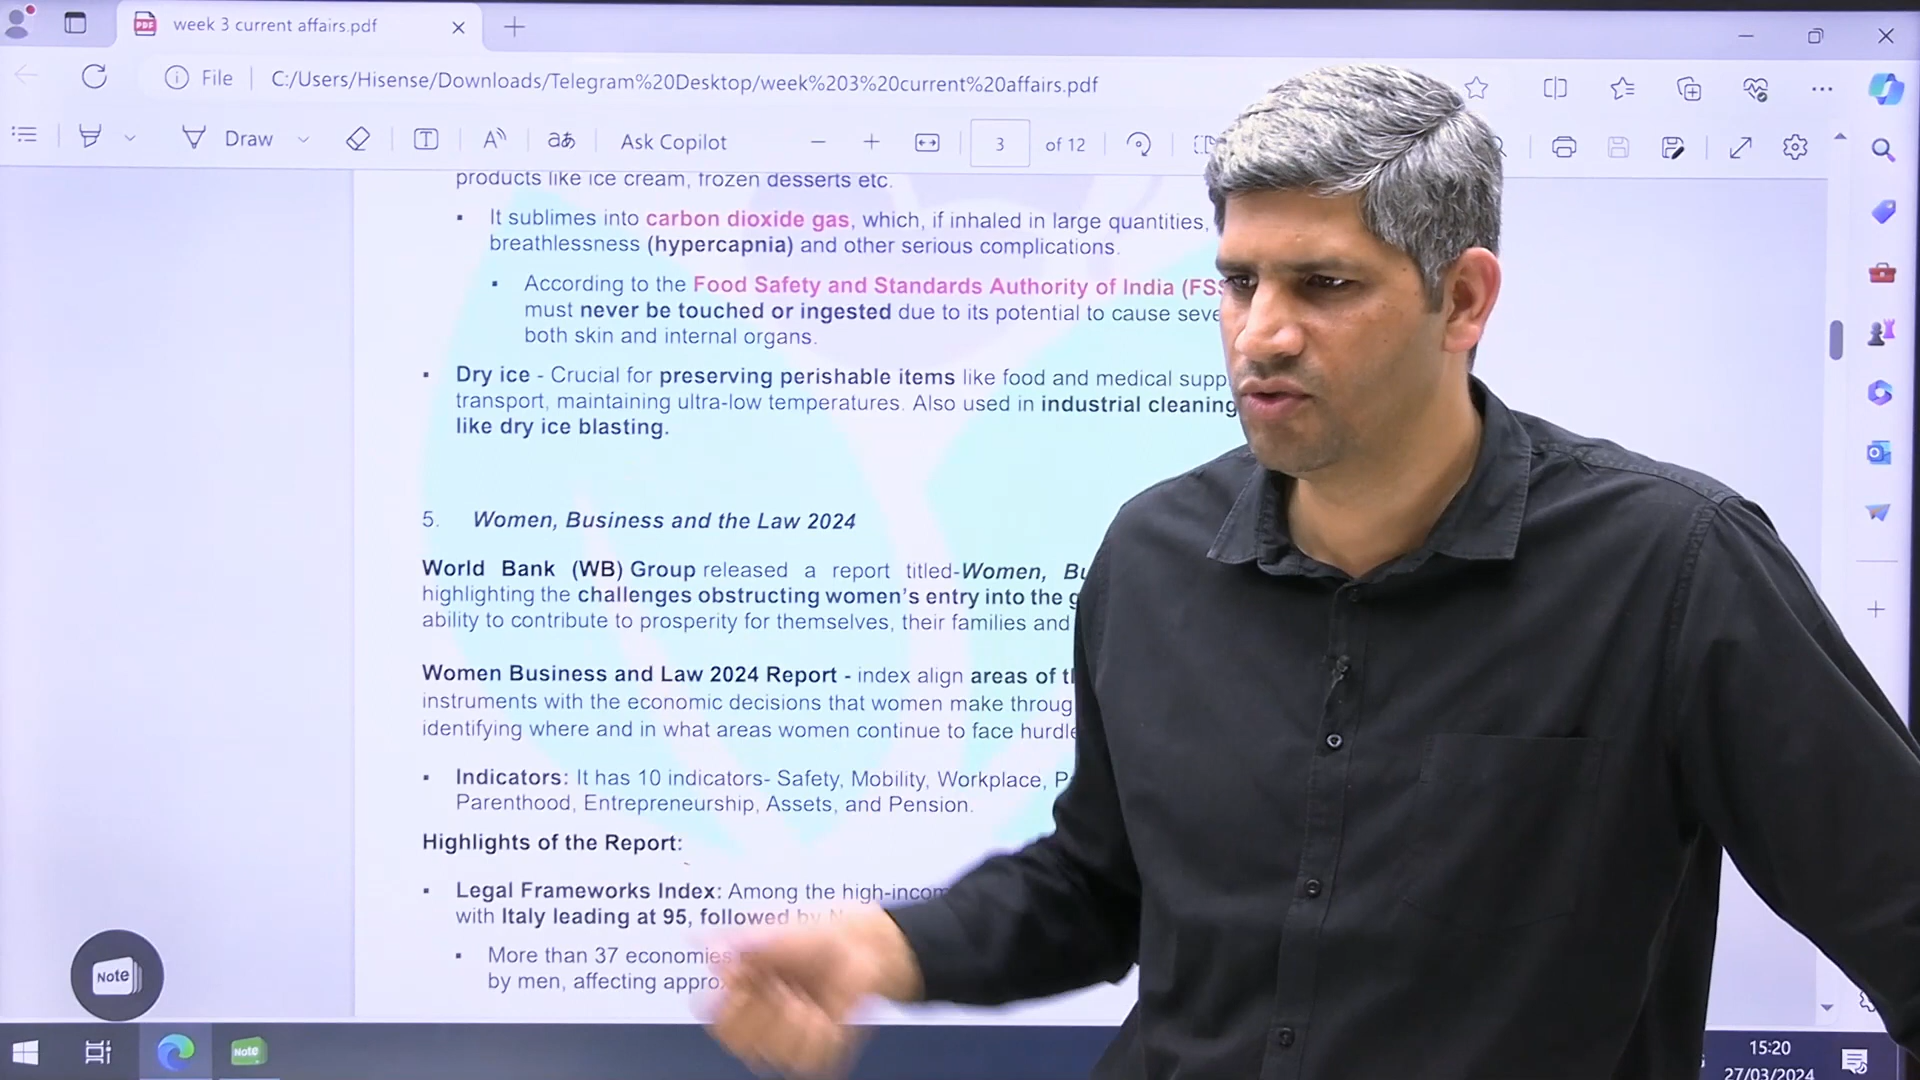 week 3 current affairs.pdf
File
C:/Users/Hisense/Downloads/Telegram%20Desktop/week%203%20current%20affairs.pdf
Draw
aあ
Ask Copilot
3
of 12
products like ice cream, frozen desserts etc.
▪ It sublimes into carbon dioxide gas, which, if inhaled in large quantities,
breathlessness (hypercapnia) and other serious complications.
▪ According to the Food Safety and Standards Authority of India (FSS
must never be touched or ingested due to its potential to cause seve
both skin and internal organs.
▪ Dry ice - Crucial for preserving perishable items like food and medical supp
transport, maintaining ultra-low temperatures. Also used in industrial cleaning
like dry ice blasting.
5. Women, Business and the Law 2024
World Bank (WB) Group released a report titled-Women, Bu
highlighting the challenges obstructing women's entry into the g
ability to contribute to prosperity for themselves, their families and
Women Business and Law 2024 Report - index align areas of t
instruments with the economic decisions that women make throug
identifying where and in what areas women continue to face hurdle
▪ Indicators: It has 10 indicators- Safety, Mobility, Workplace, P
Parenthood, Entrepreneurship, Assets, and Pension.
Highlights of the Report:
▪ Legal Frameworks Index: Among the high-incom
with Italy leading at 95, followed by N
▪ More than 37 economies
by men, affecting appro
Note
Note
15:20
27/03/2024